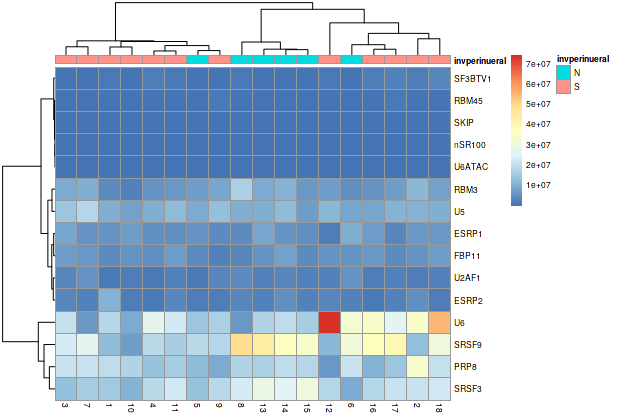 invperinueral
SF3BTV1
RBM45
SKIP
nSR100
U6ATAC
RBM3
U5
ESRP1
FBP11
U2AF1
ESRP2
U6
SRSF9
PRP8
SRSF3
3 7 1 10 4 11 5 9 8 13 14 15 12 6 16 17 2 18
7e+07
6e+07
5e+07
4e+07
3e+07
2e+07
1e+07
invperinueral
N
S